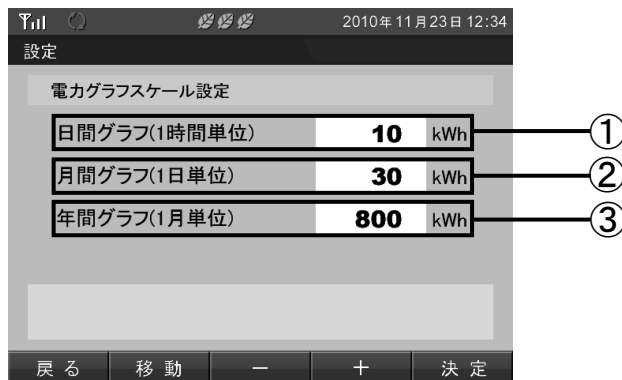 2010年11月23日 12:34
設定
電力グラフスケール設定
日間グラフ(1時間単位) 10 kWh ①
月間グラフ(1日単位) 30 kWh ②
年間グラフ(1月単位) 800 kWh ③
戻る 移動 － ＋ 決定